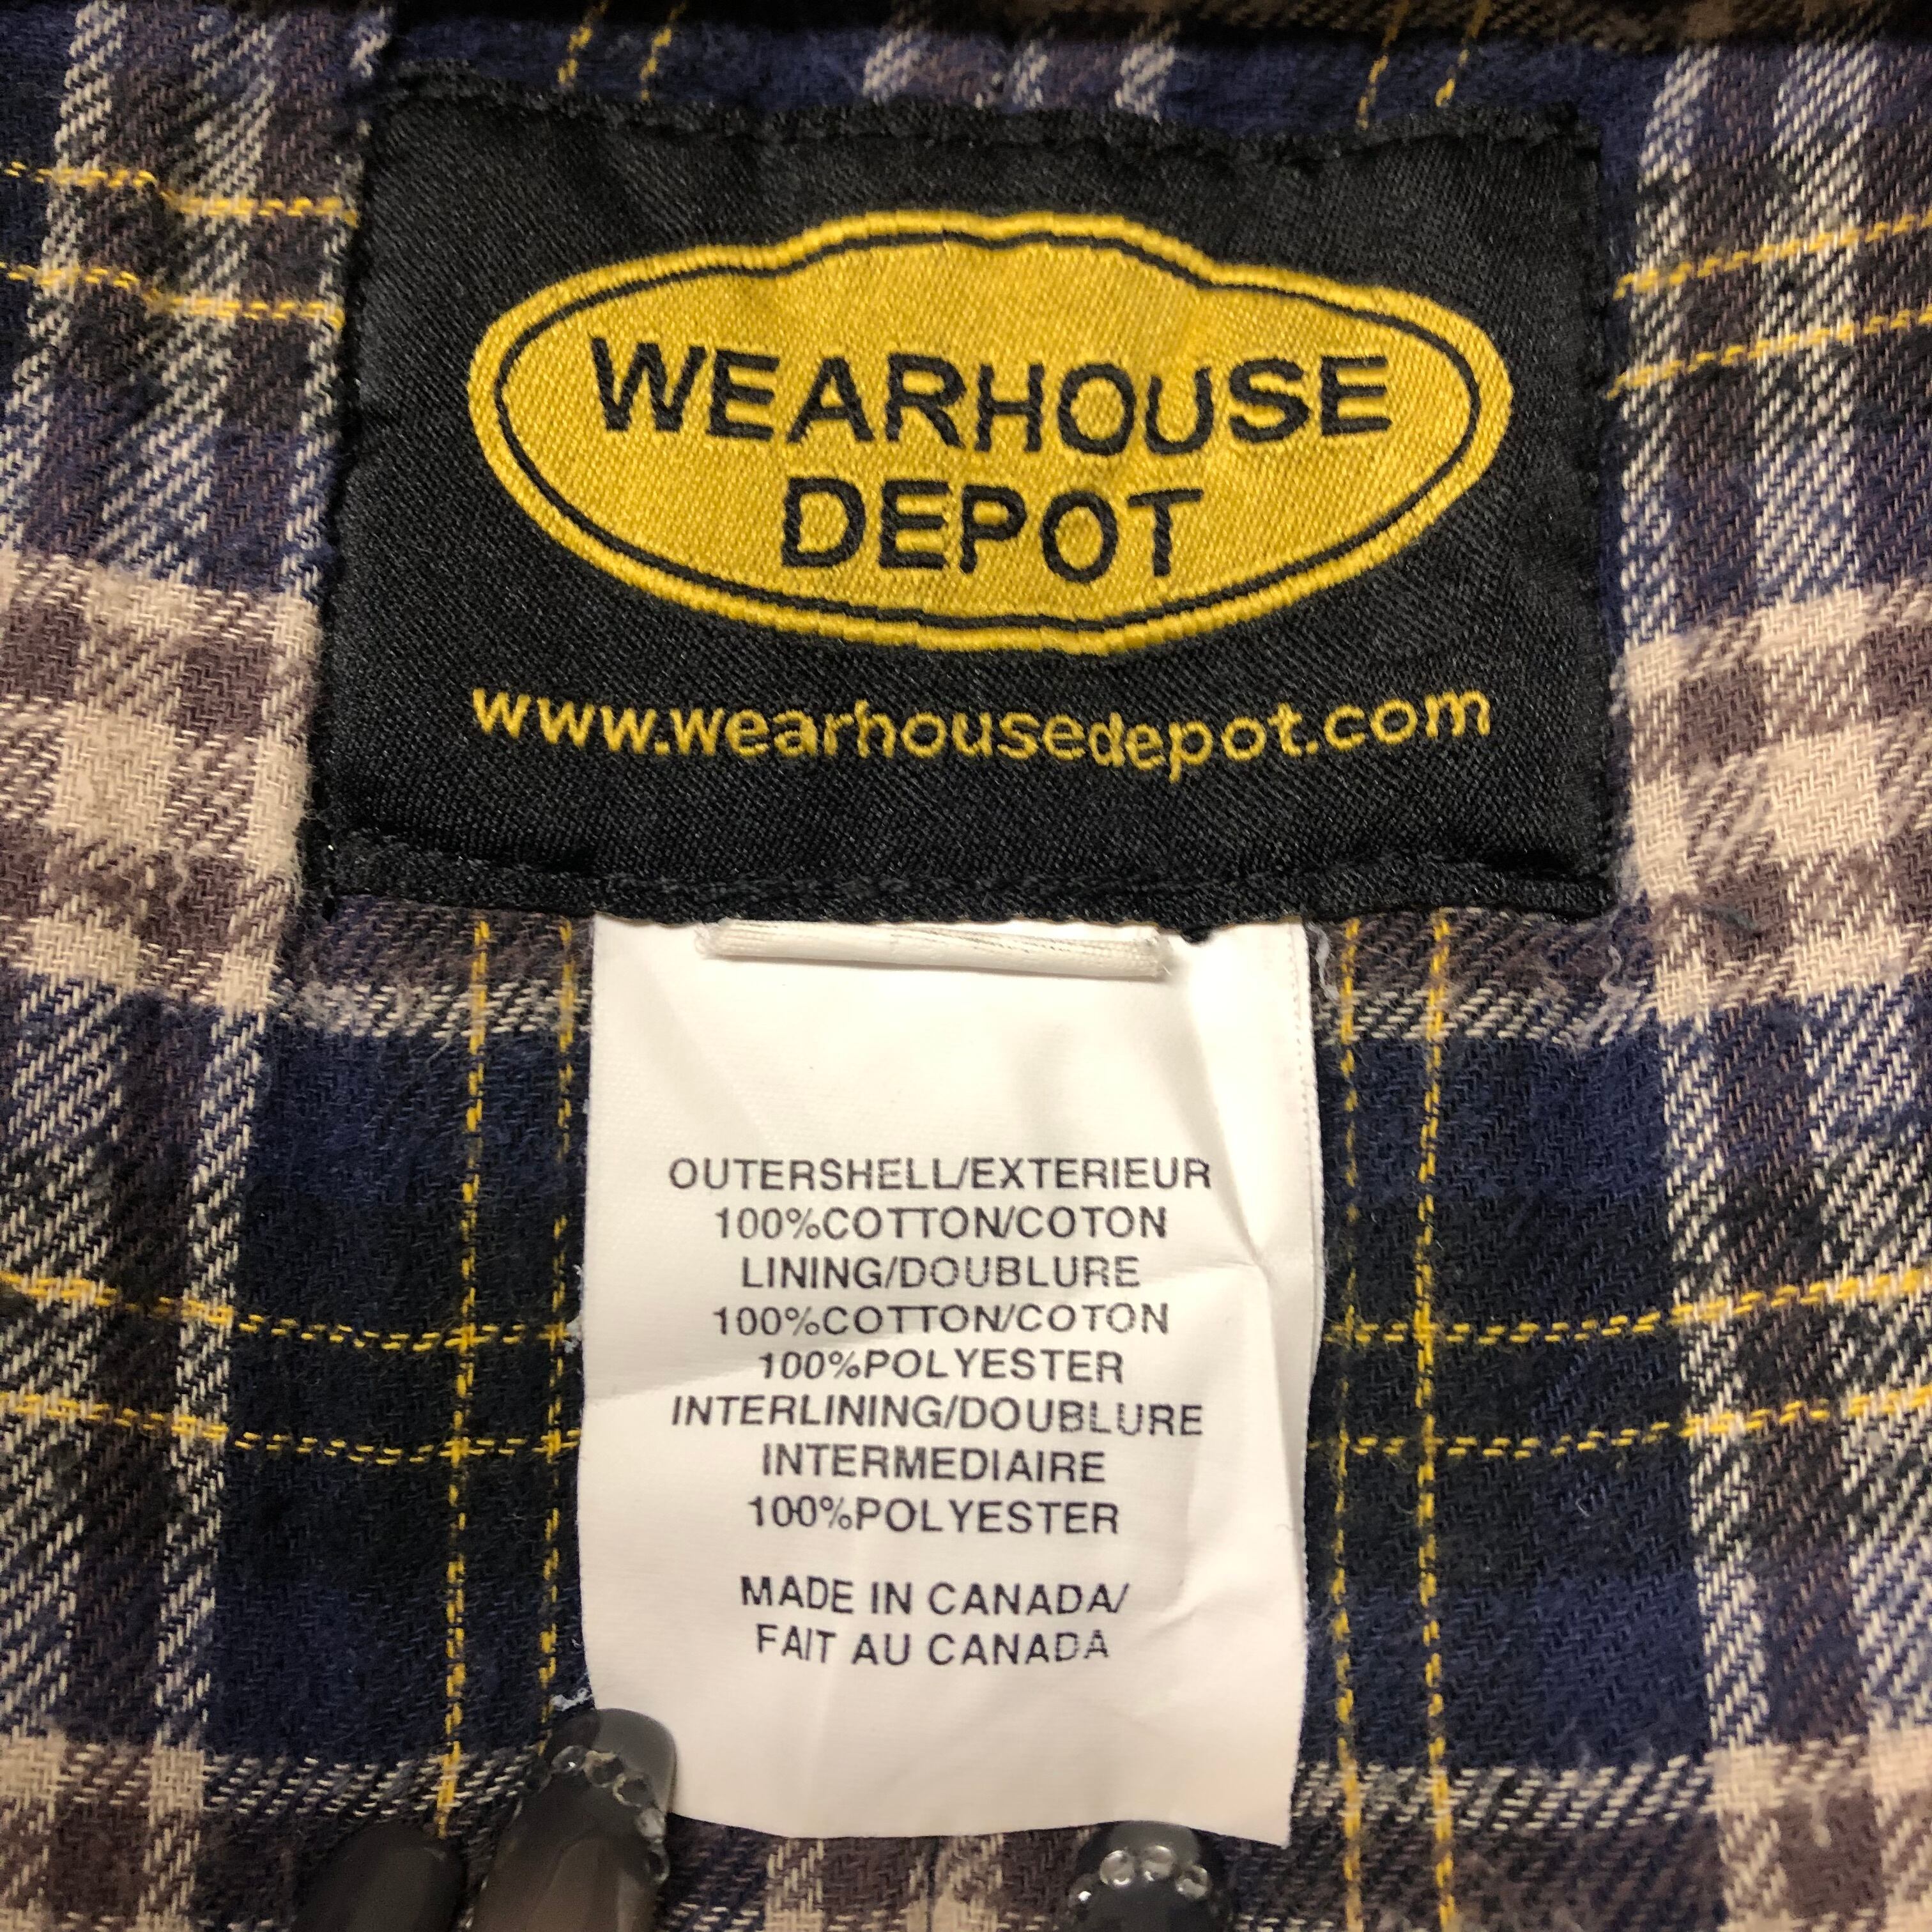 WEARHOUSE
DEPOT
www.wearhousedepot.com
OUTERSHELL/EXTERIEUR
100%COTTON/COTON
LINING/DOUBLURE
100%COTTON/COTON
100%POLYESTER
INTERLINING/DOUBLURE
INTERMEDIAIRE
100%POLYESTER
MADE IN CANADA/
FAIT AU CANADA